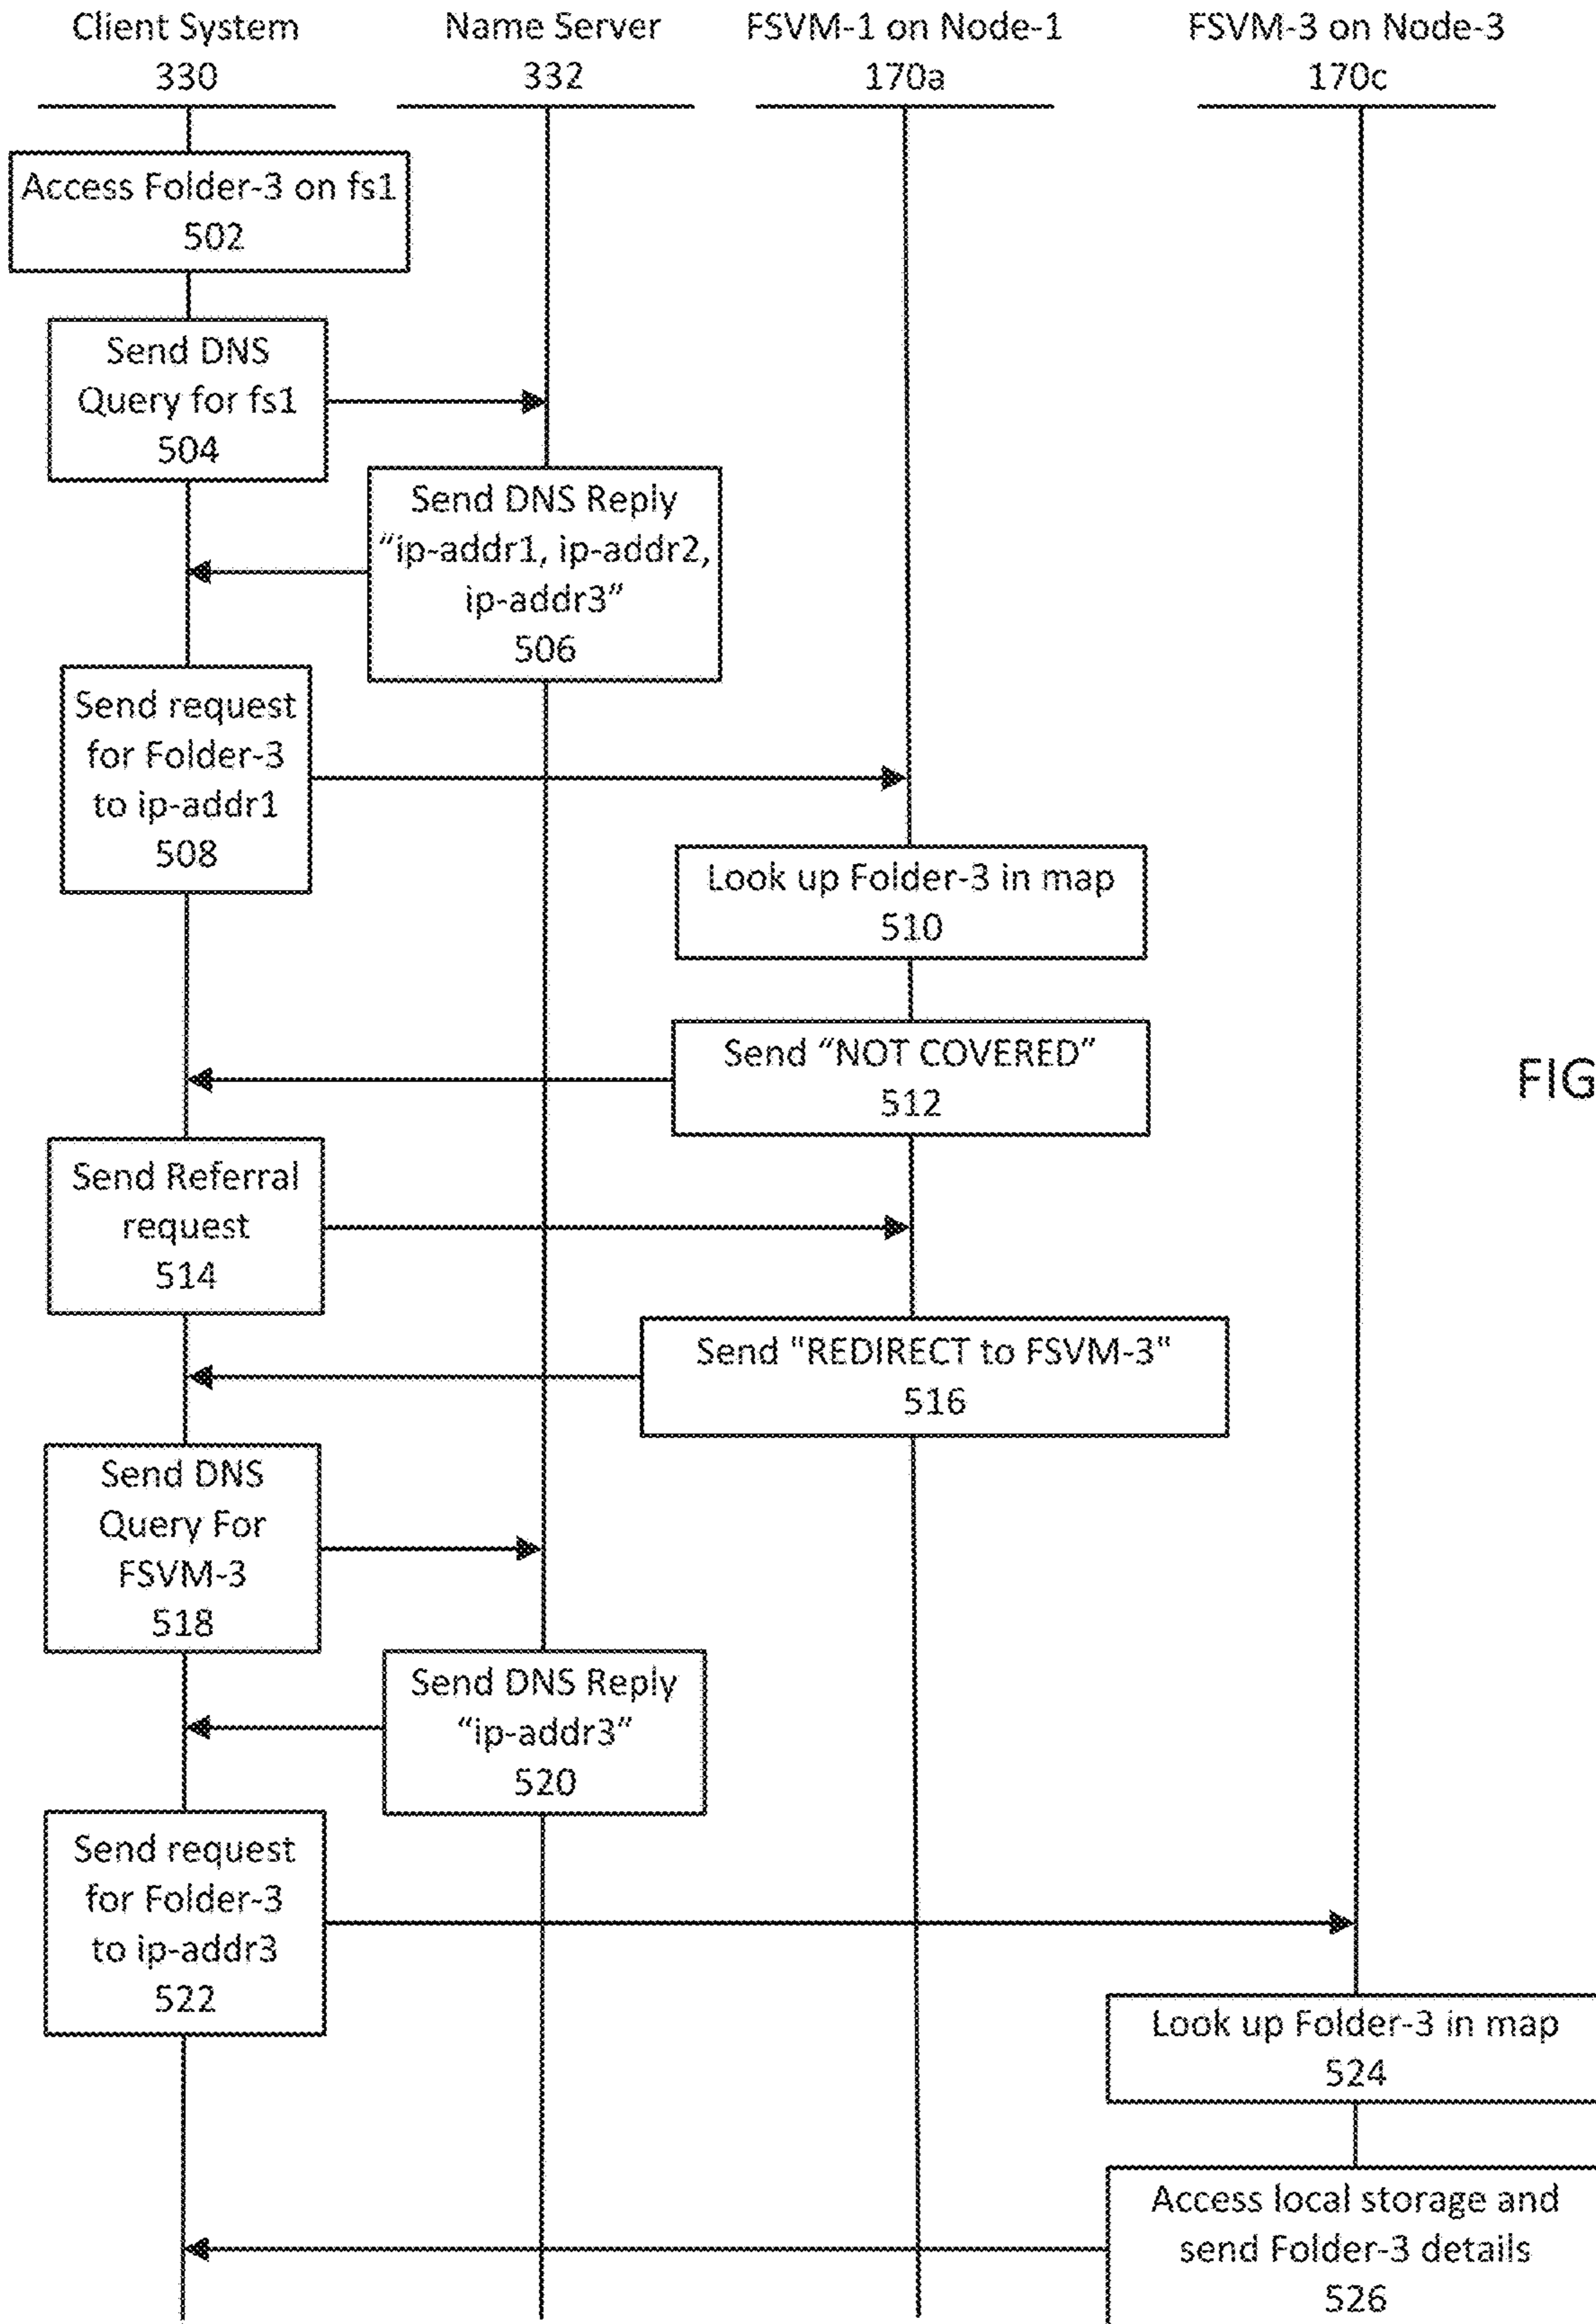 Client System
330
Name Server
332
FSVM-1 on Node-1
170a
FSVM-3 on Node-3
170c
Access Folder-3 on fs1
502
Send DNS
Query for fs1
504
Send DNS Reply
“ip-addr1, ip-addr2,
ip-addr3”
506
Send request
for Folder-3
to ip-addr1
508
Look up Folder-3 in map
510
Send “NOT COVERED”
512
FIG
Send Referral
request
514
Send "REDIRECT to FSVM-3"
516
Send DNS
Query For
FSVM-3
518
Send DNS Reply
“ip-addr3”
520
Send request
for Folder-3
to ip-addr3
522
Look up Folder-3 in map
524
Access local storage and
send Folder-3 details
526